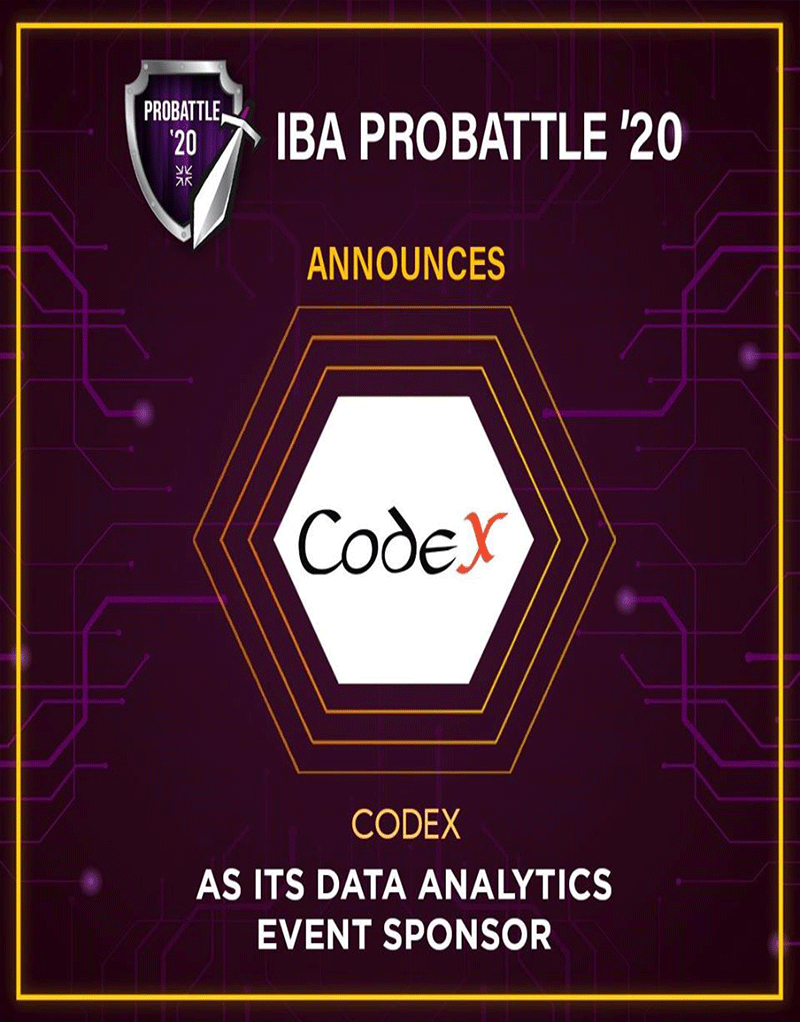 PROBATTLE
'20
IBA PROBATTLE '20
ANNOUNCES
CodeX
CODEX
AS ITS DATA ANALYTICS
EVENT SPONSOR